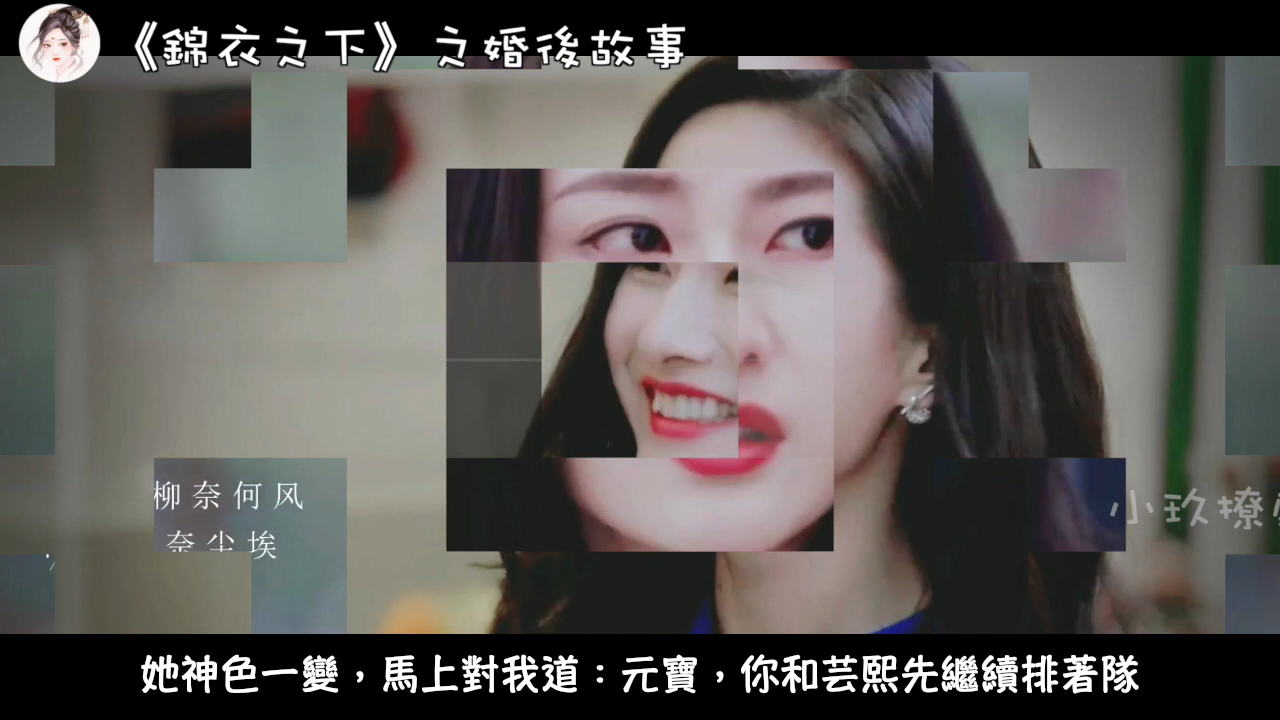 《錦衣之下》之婚後故事
柳奈何风
奈尘埃
小玖撩
她神色一變，馬上對我道：元寶，你和芸熙先繼續排著隊